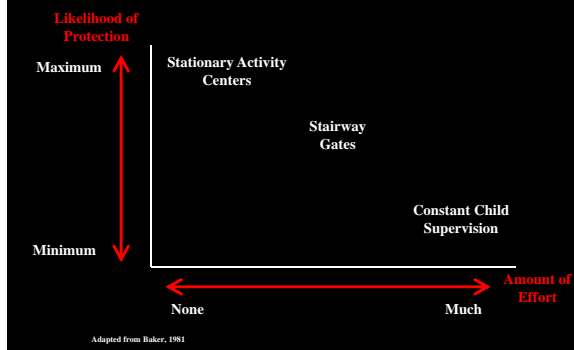 Likelihood of
Protection
Maximum
Stationary Activity
Centers
Stairway
Gates
Constant Child
Supervision
Minimum
Amount of
Effort
None
Much
Adapted from Baker, 1981